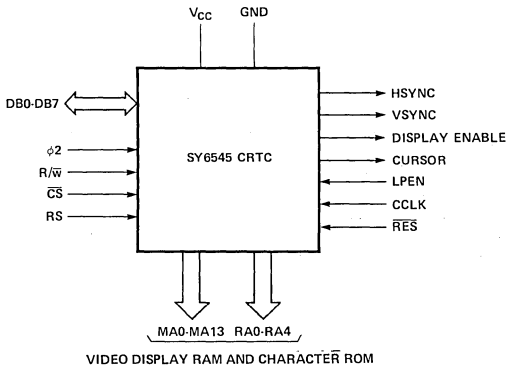 VCC GND
DB0-DB7
ϕ2
R/W̅
C̅S̅
RS
SY6545 CRTC
HSYNC
VSYNC
DISPLAY ENABLE
CURSOR
LPEN
CCLK
R̅E̅S̅
MA0-MA13 RA0-RA4
VIDEO DISPLAY RAM AND CHARACTER ROM